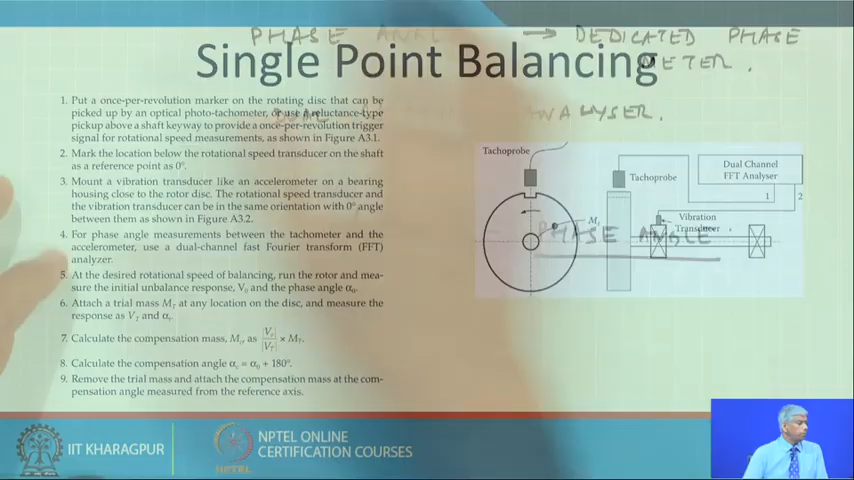 PHASE ANGL → DEDICATED PHASE
METER.
Single Point Balancing
ANALYSER.
1. Put a once-per-revolution marker on the rotating disc that can be
picked up by an optical photo-tachometer, or use a reluctance-type
pickup above a shaft keyway to provide a once-per-revolution trigger
signal for rotational speed measurements, as shown in Figure A3.1.
2. Mark the location below the rotational speed transducer on the shaft
as a reference point as 0°.
3. Mount a vibration transducer like an accelerometer on a bearing
housing close to the rotor disc. The rotational speed transducer and
the vibration transducer can be in the same orientation with 0° angle
between them as shown in Figure A3.2.
4. For phase angle measurements between the tachometer and the
accelerometer, use a dual-channel fast Fourier transform (FFT)
analyzer.
5. At the desired rotational speed of balancing, run the rotor and mea-
sure the initial unbalance response, V₀ and the phase angle α₀.
6. Attach a trial mass M_T at any location on the disc, and measure the
response as V_T and α_r.
7. Calculate the compensation mass, M_c, as |V_o|/|V_T| × M_T.
8. Calculate the compensation angle α_c = α₀ + 180°.
9. Remove the trial mass and attach the compensation mass at the com-
pensation angle measured from the reference axis.
Tachoprobe
Tachoprobe
Dual Channel
FFT Analyser
1 2
Vibration
Transducer
M_t
PHASE ANGLE
IIT KHARAGPUR
NPTEL
NPTEL ONLINE
CERTIFICATION COURSES